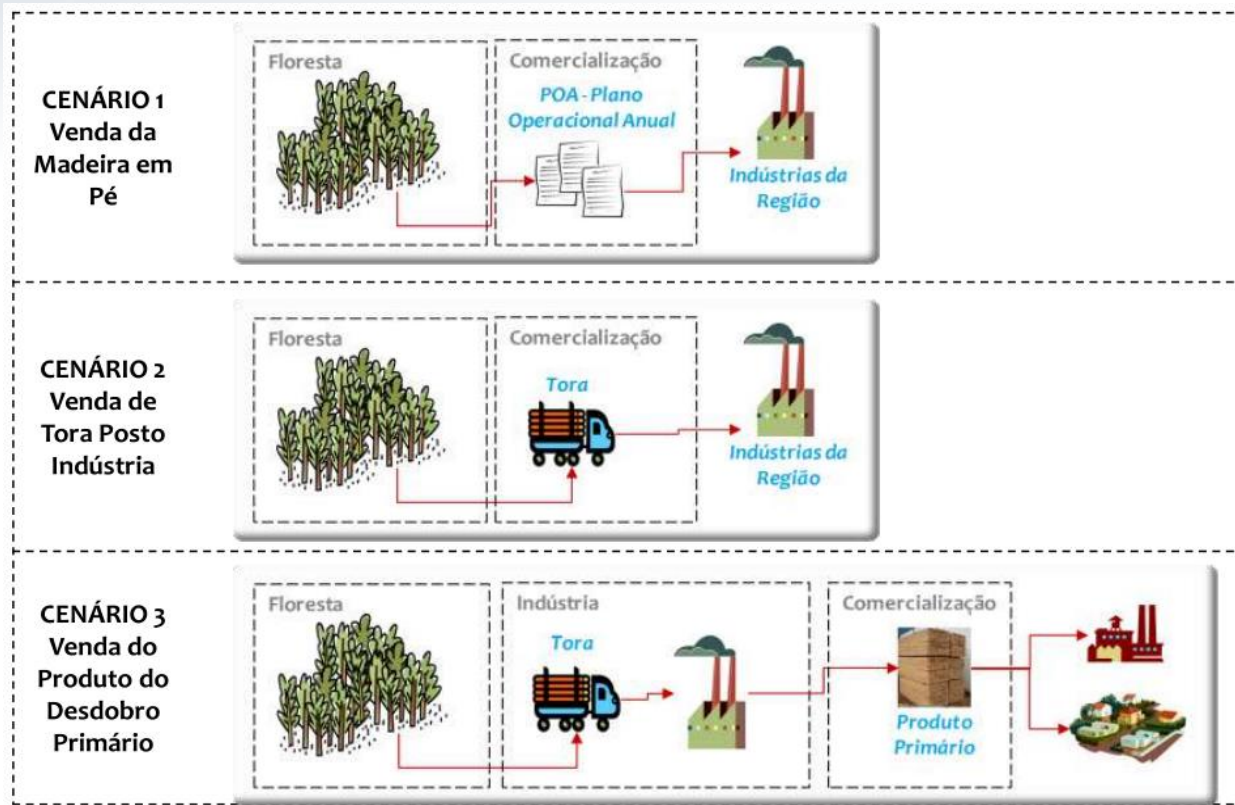 CENÁRIO 1
Venda da
Madeira em
Pé
Floresta
Comercialização
POA - Plano
Operacional Anual
Indústrias da
Região
CENÁRIO 2
Venda de
Tora Posto
Indústria
Floresta
Comercialização
Tora
Indústrias da
Região
CENÁRIO 3
Venda do
Produto do
Desdobro
Primário
Floresta
Indústria
Tora
Comercialização
Produto
Primário